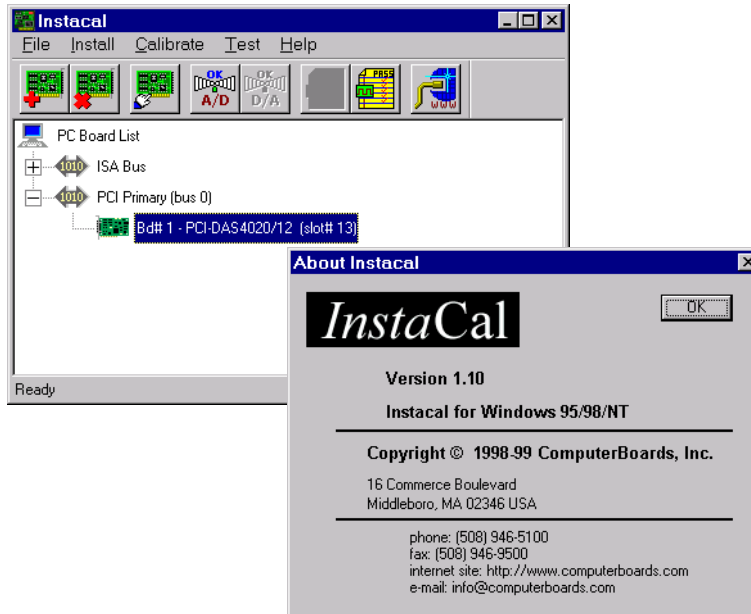 Instacal
File Install Calibrate Test Help
OK A/D
OK D/A
PASS
WWW
PC Board List
1010 ISA Bus
1010 PCI Primary (bus 0)
Bd# 1 - PCI-DAS4020/12 (slot# 13)
Ready
About Instacal
InstaCal
OK
Version 1.10
Instacal for Windows 95/98/NT
Copyright © 1998-99 ComputerBoards, Inc.
16 Commerce Boulevard
Middleboro, MA 02346 USA
phone: (508) 946-5100
fax: (508) 946-9500
internet site: http://www.computerboards.com
e-mail: info@computerboards.com